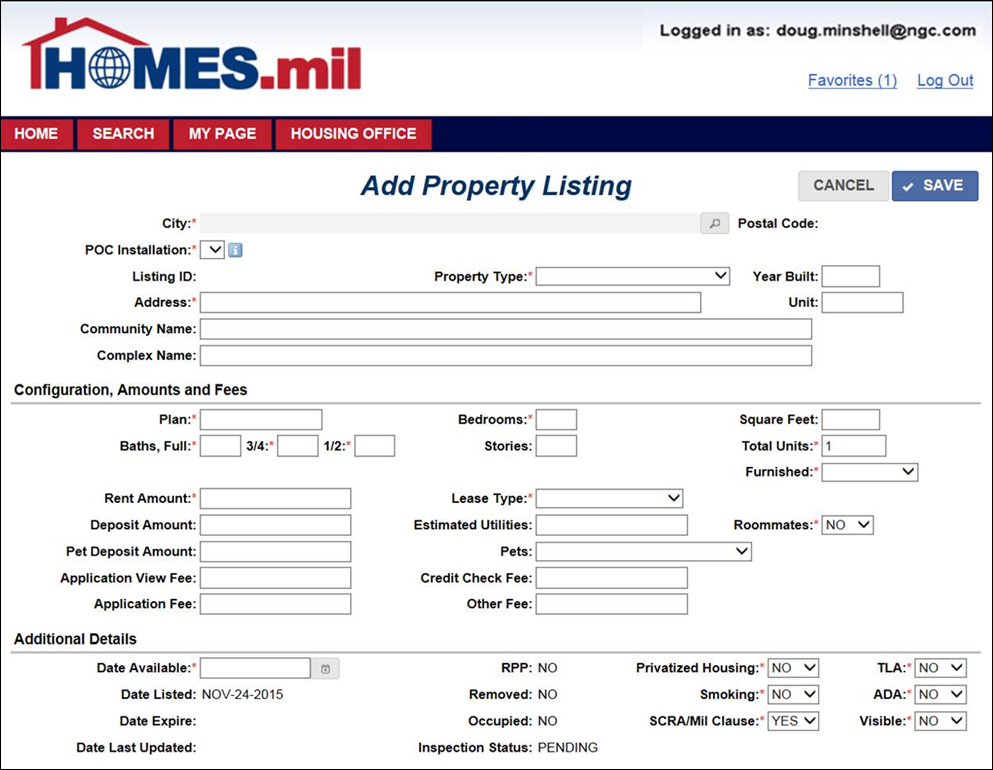 HOMES.mil
Logged in as: doug.minshell@ngc.com
Favorites (1) Log Out
HOME SEARCH MY PAGE HOUSING OFFICE
Add Property Listing
CANCEL SAVE
City:* Postal Code:
POC Installation:*
Listing ID: Property Type:* Year Built:
Address:* Unit:
Community Name:
Complex Name:
Configuration, Amounts and Fees
Plan:* Bedrooms:* Square Feet:
Baths, Full:* 3/4:* 1/2:* Stories: Total Units:* 1
Furnished:*
Rent Amount:* Lease Type:*
Deposit Amount: Estimated Utilities: Roommates:* NO
Pet Deposit Amount: Pets:
Application View Fee: Credit Check Fee:
Application Fee: Other Fee:
Additional Details
Date Available:* RPP: NO Privatized Housing:* NO TLA:* NO
Date Listed: NOV-24-2015 Removed: NO Smoking:* NO ADA:* NO
Date Expire: Occupied: NO SCRA/Mil Clause:* YES Visible:* NO
Date Last Updated: Inspection Status: PENDING